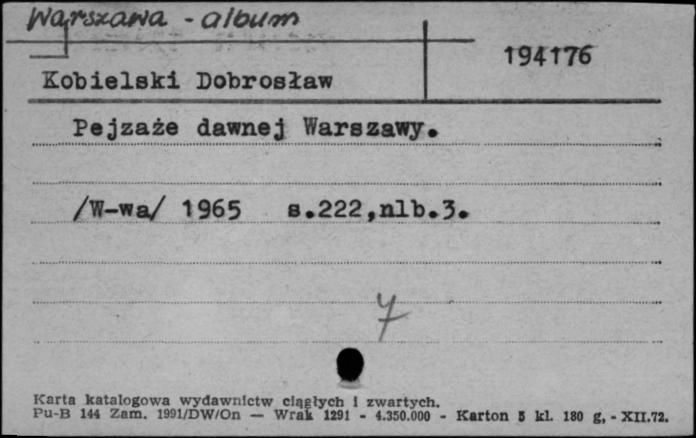 Warszawa - album
194176
Kobielski Dobrosław
Pejzaże dawnej Warszawy.
/W-wa/ 1965 s.222,nlb.3.
7
Karta katalogowa wydawnictw ciągłych i zwartych.
Pu-B 144 Zam. 1991/DW/On — Wrak 1291 - 4.350.000 - Karton 5 kl. 180 g, - XII.72.